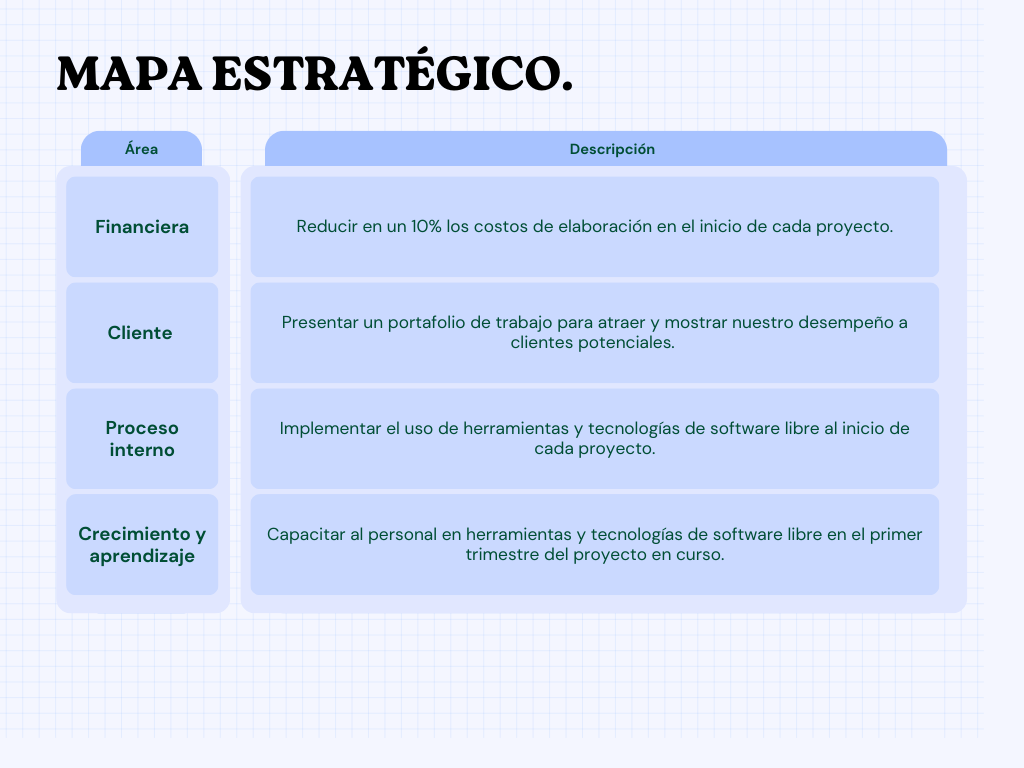 MAPA ESTRATÉGICO.
Área
Descripción
Financiera
Reducir en un 10% los costos de elaboración en el inicio de cada proyecto.
Cliente
Presentar un portafolio de trabajo para atraer y mostrar nuestro desempeño a
clientes potenciales.
Proceso
interno
Implementar el uso de herramientas y tecnologías de software libre al inicio de
cada proyecto.
Crecimiento y
aprendizaje
Capacitar al personal en herramientas y tecnologías de software libre en el primer
trimestre del proyecto en curso.